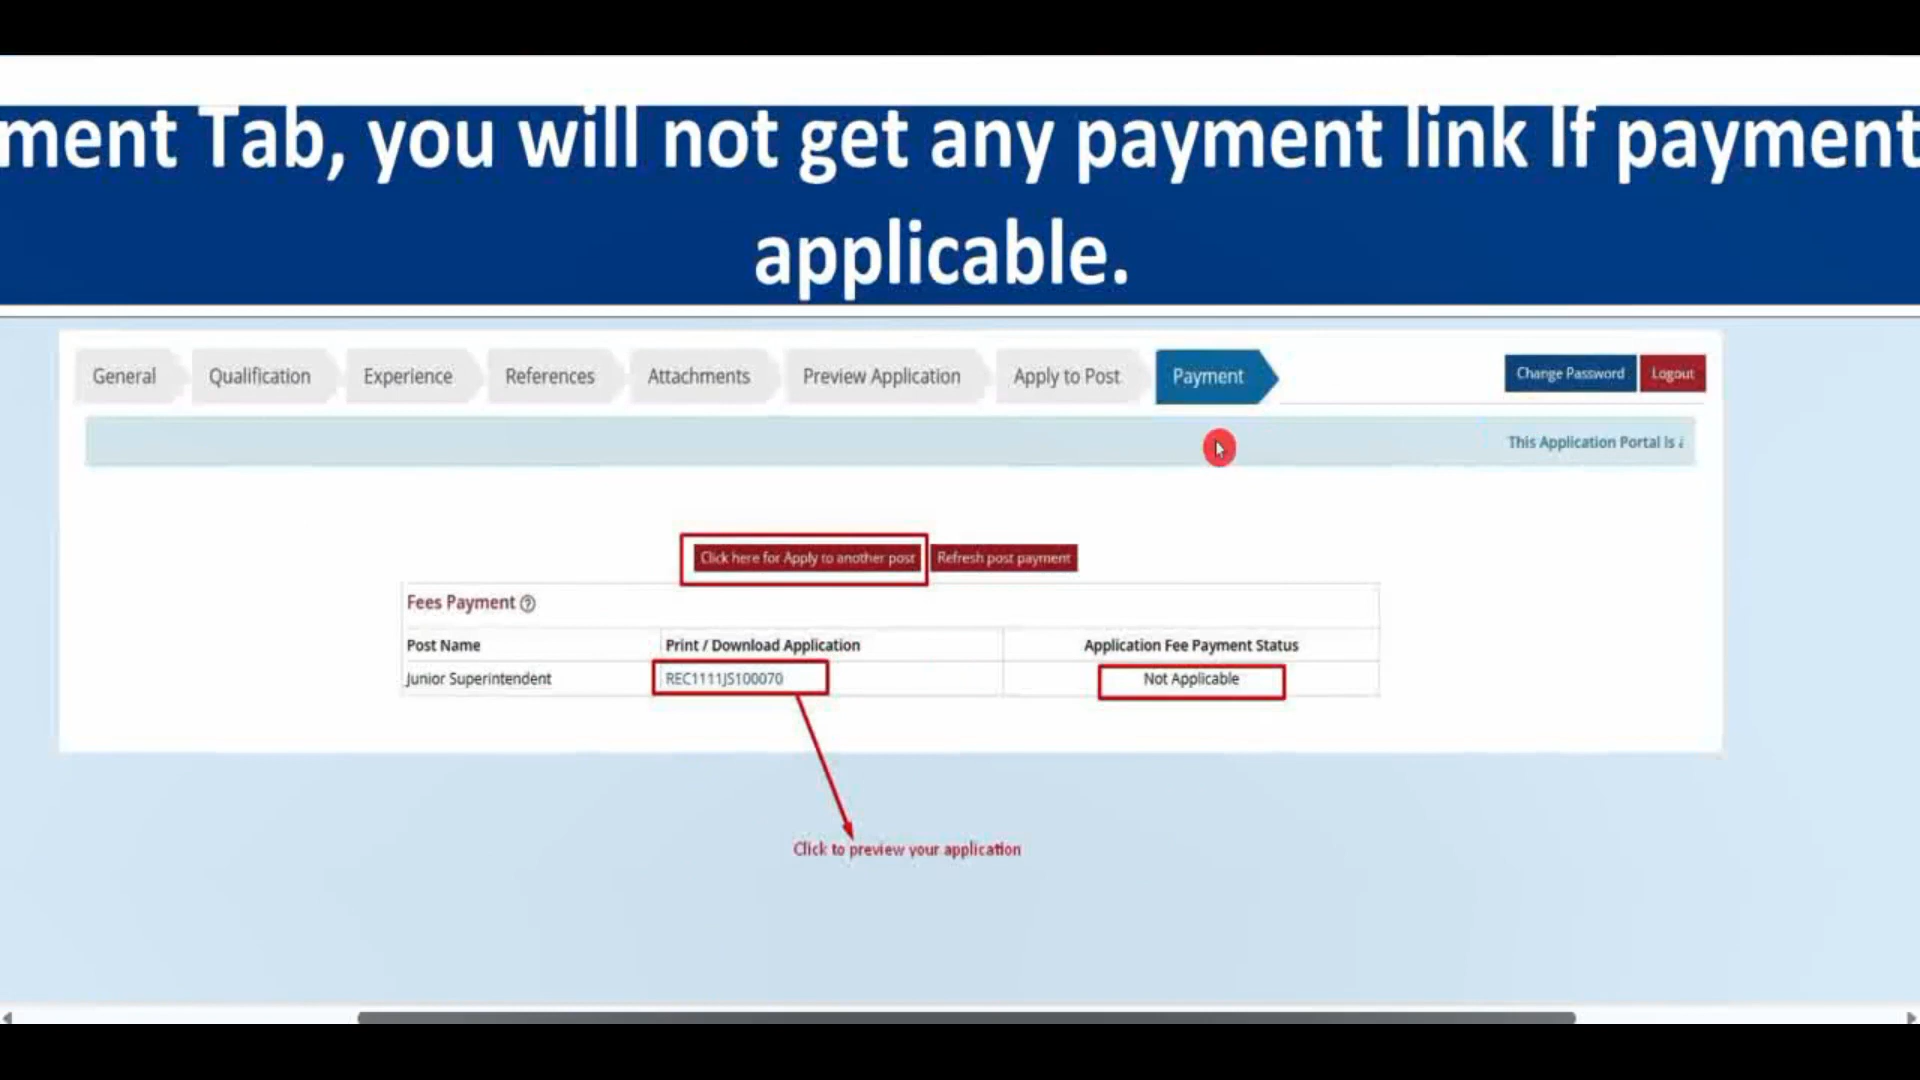 ment Tab, you will not get any payment link If payment
applicable.
General Qualification Experience References Attachments Preview Application Apply to Post Payment Change Password Logout
This Application Portal is
Click here for Apply to another post Refresh post payment
Fees Payment
Post Name Print / Download Application Application Fee Payment Status
Junior Superintendent REC1111JS100070 Not Applicable
Click to preview your application